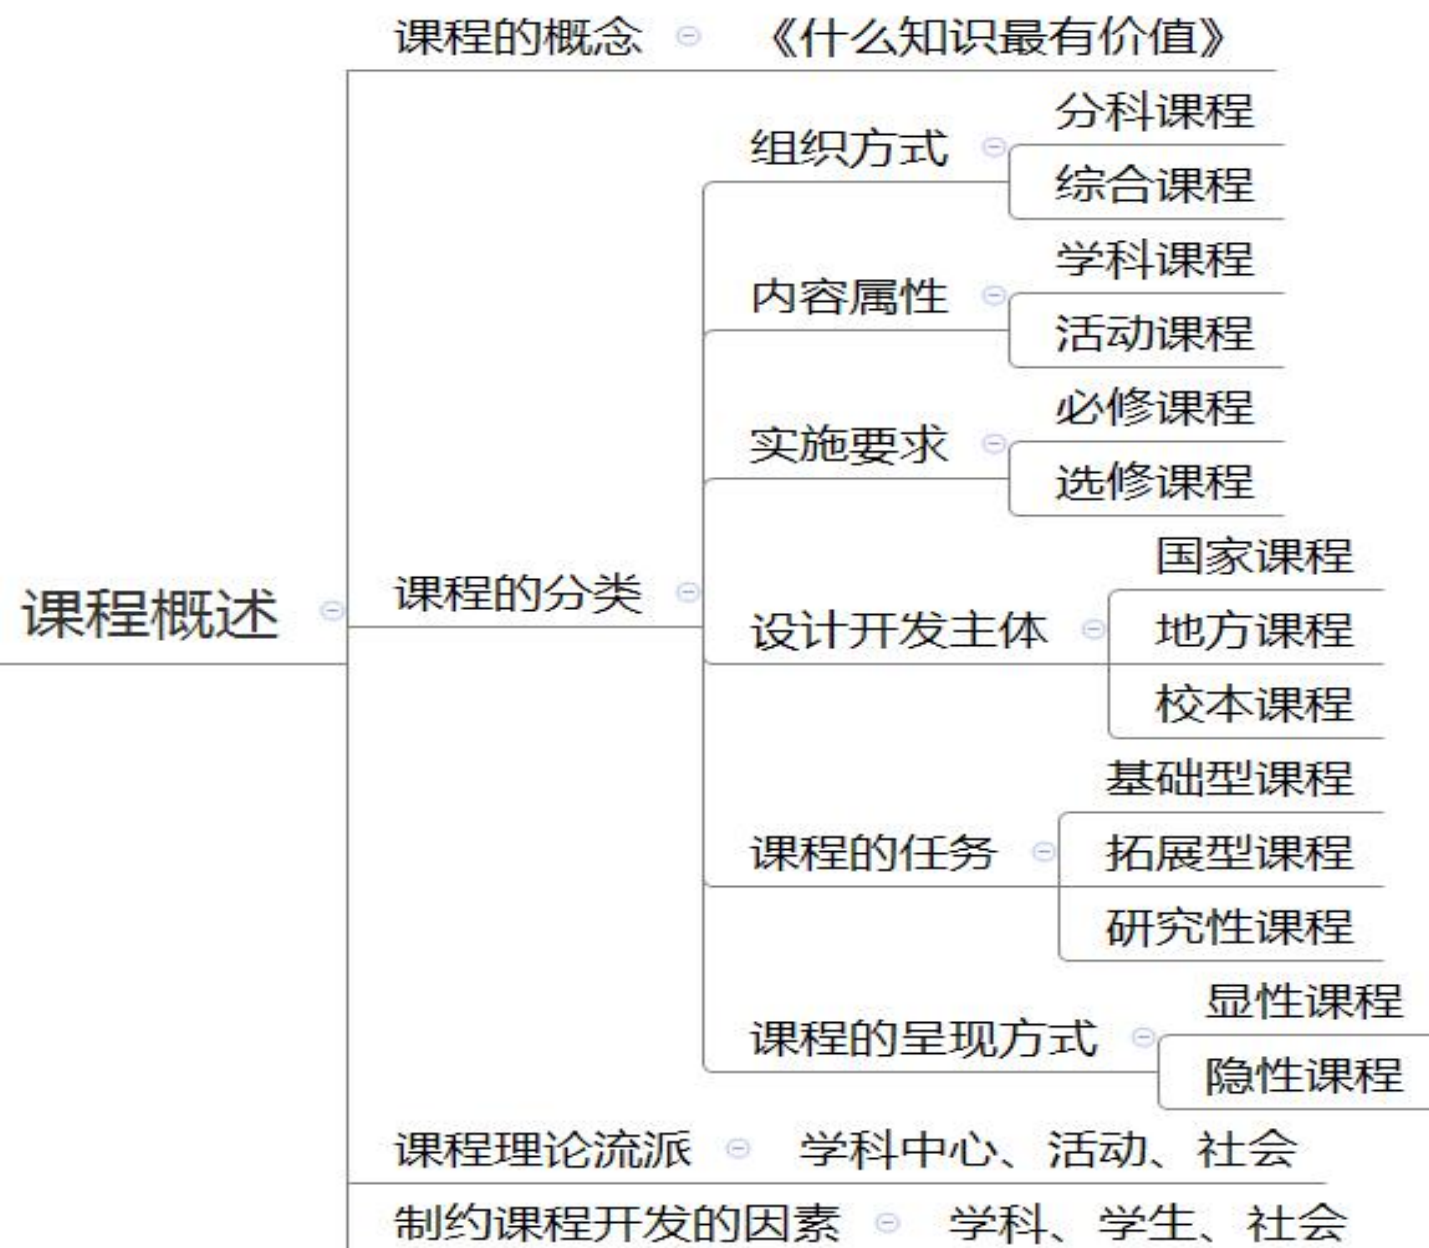 课程概述
课程的概念
《什么知识最有价值》
课程的分类
组织方式
分科课程
综合课程
内容属性
学科课程
活动课程
实施要求
必修课程
选修课程
设计开发主体
国家课程
地方课程
校本课程
课程的任务
基础型课程
拓展型课程
研究性课程
课程的呈现方式
显性课程
隐性课程
课程理论流派
学科中心、活动、社会
制约课程开发的因素
学科、学生、社会